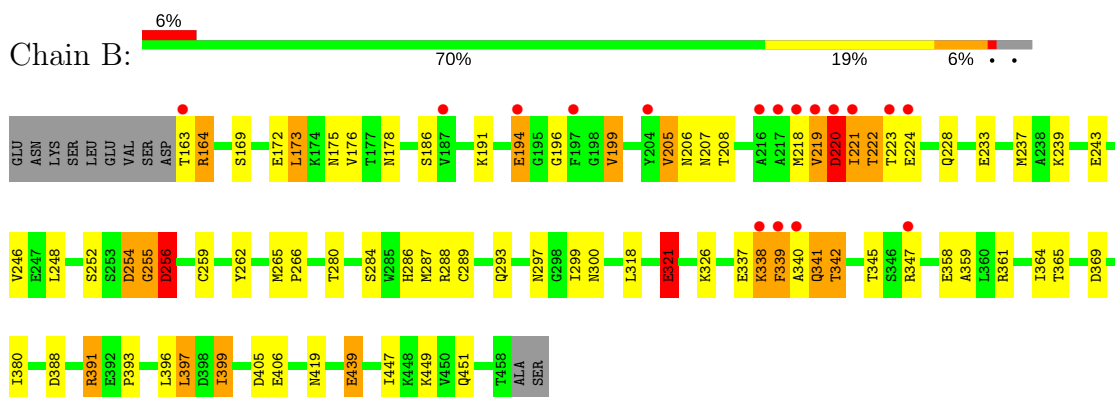 6%
Chain B:
70% 19% 6% • •
GLU ASN LYS SER LEU GLU VAL SER ASP T163 R164 S169 E172 L173 K174 N175 V176 T177 N178 S186 V187 K191 E194 G195 G196 F197 G198 V199 Y204 V205 N206 N207 T208 A216 A217 M218 V219 D220 I221 T222 T223 E224 Q228 E233 M237 A238 K239 E243
V246 E247 L248 S252 S253 D254 G255 D256 C259 Y262 M265 P266 T280 S284 W285 H286 M287 R288 C289 Q293 N297 G298 I299 N300 L318 E321 K326 E337 K338 F339 A340 Q341 T342 T345 S346 R347 E358 A359 L360 R361 I364 T365 D369
I380 D388 R391 E392 P393 L396 L397 D398 I399 D405 E406 N419 E439 I447 K448 K449 V450 Q451 T458 ALA SER